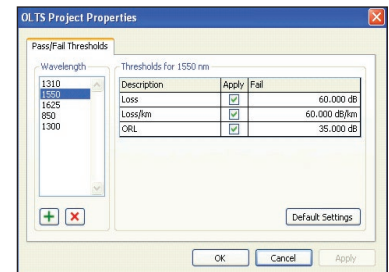 OLTS Project Properties
Pass/Fail Thresholds
Wavelength
1310
1550
1625
850
1300
Thresholds for 1550 nm
Description Apply Fail
Loss 60.000 dB
Loss/km 60.000 dB/km
ORL 35.000 dB
Default Settings
OK Cancel Apply